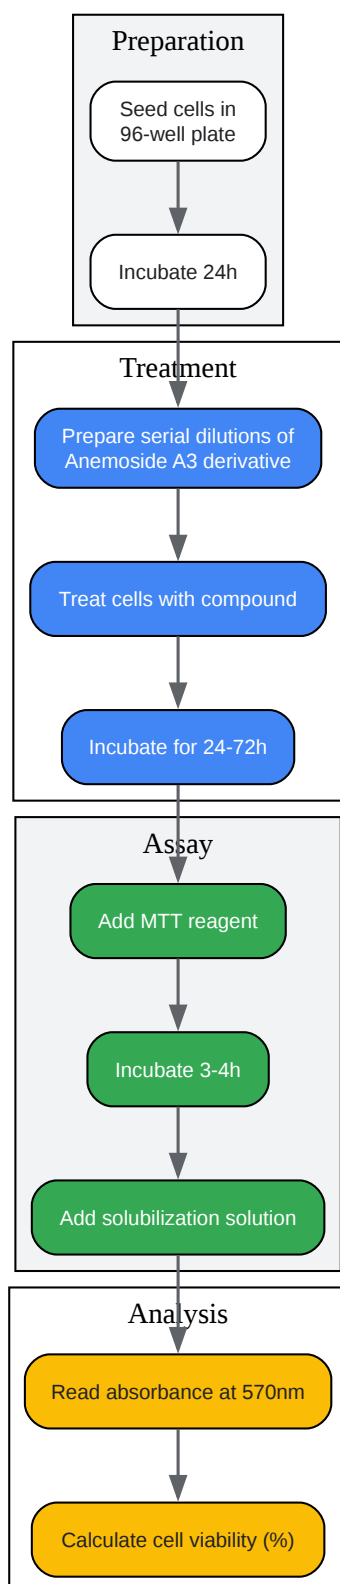 Preparation
Seed cells in
96-well plate
Incubate 24h
Treatment
Prepare serial dilutions of
Anemoside A3 derivative
Treat cells with compound
Incubate for 24-72h
Assay
Add MTT reagent
Incubate 3-4h
Add solubilization solution
Analysis
Read absorbance at 570nm
Calculate cell viability (%)